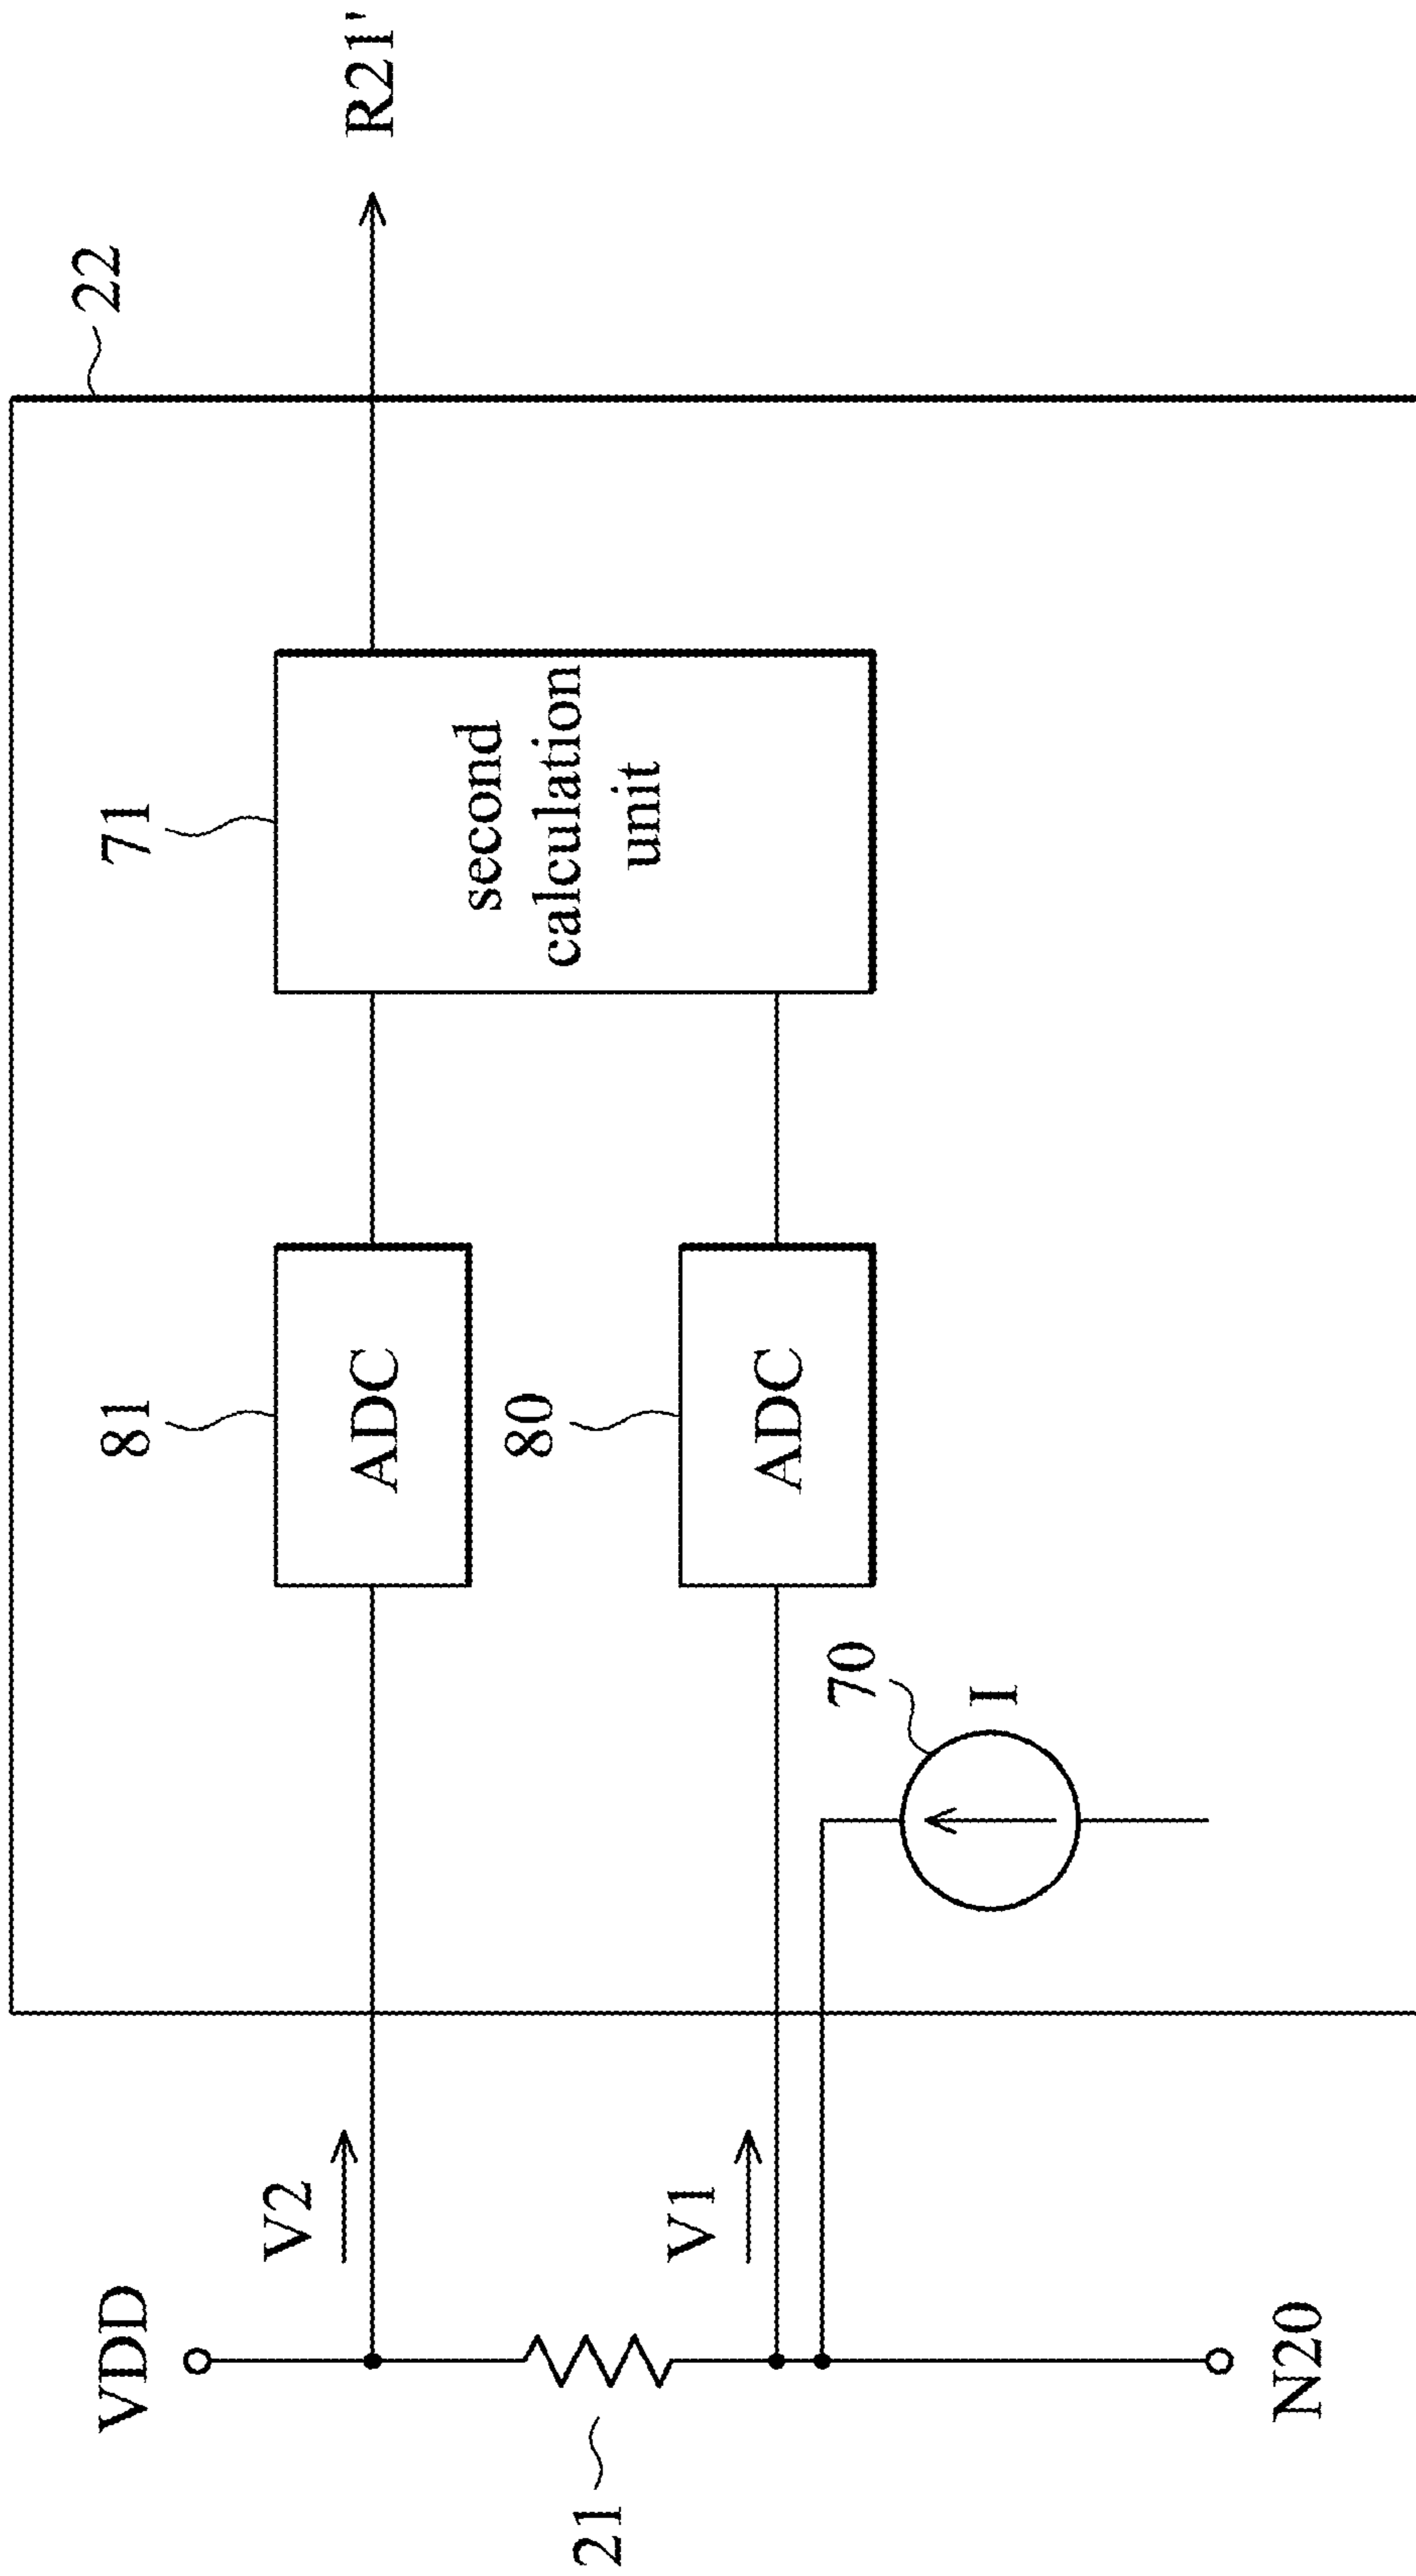 22
VDD
V2
81
ADC
71
second
calculation
unit
R21'
21
V1
80
ADC
70
I
N20